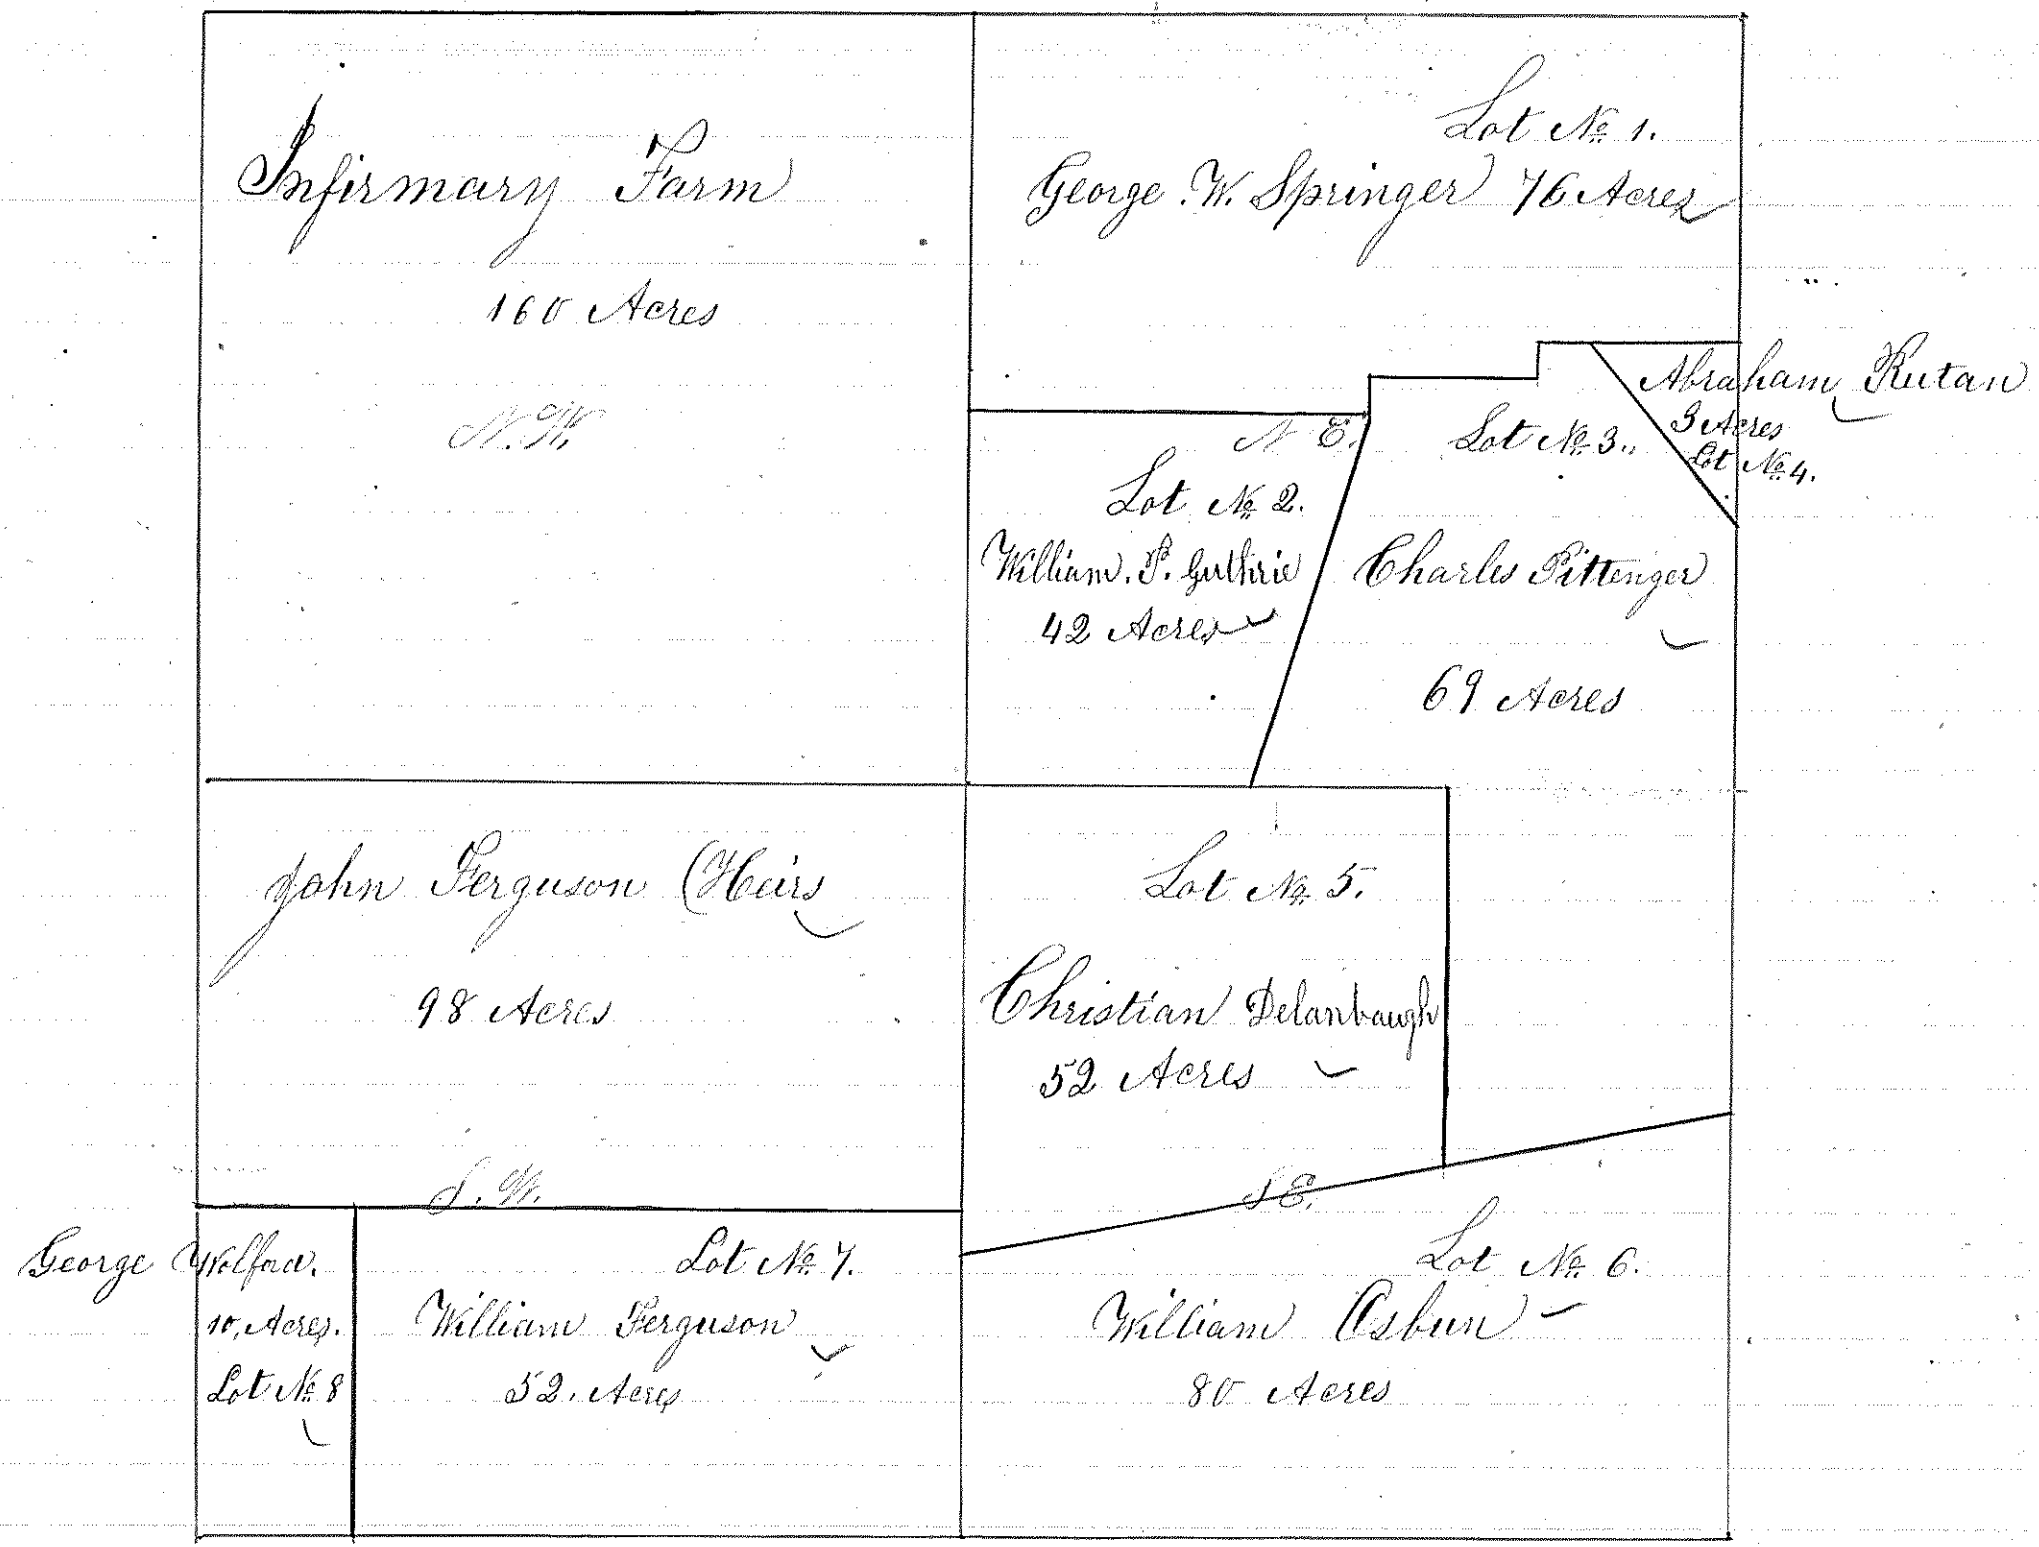 Infirmary Farm
160 Acres
N. W.
Lot No. 1.
George. W. Springer 76 Acres
N E.
Lot No. 2.
William. P. Guthrie
42 Acres
Lot No. 3.
Charles Pittenger
69 Acres
Abraham Rutan
3 Acres
Lot No. 4.
John Ferguson (Heirs
98 Acres
S. W.
Lot No. 5.
Christian Delanbaugh
52 Acres
S E.
George Wolford.
10, Acres.
Lot No. 8
Lot No. 7.
William Ferguson
52. Acres
Lot No. 6.
William Osbun
80 Acres